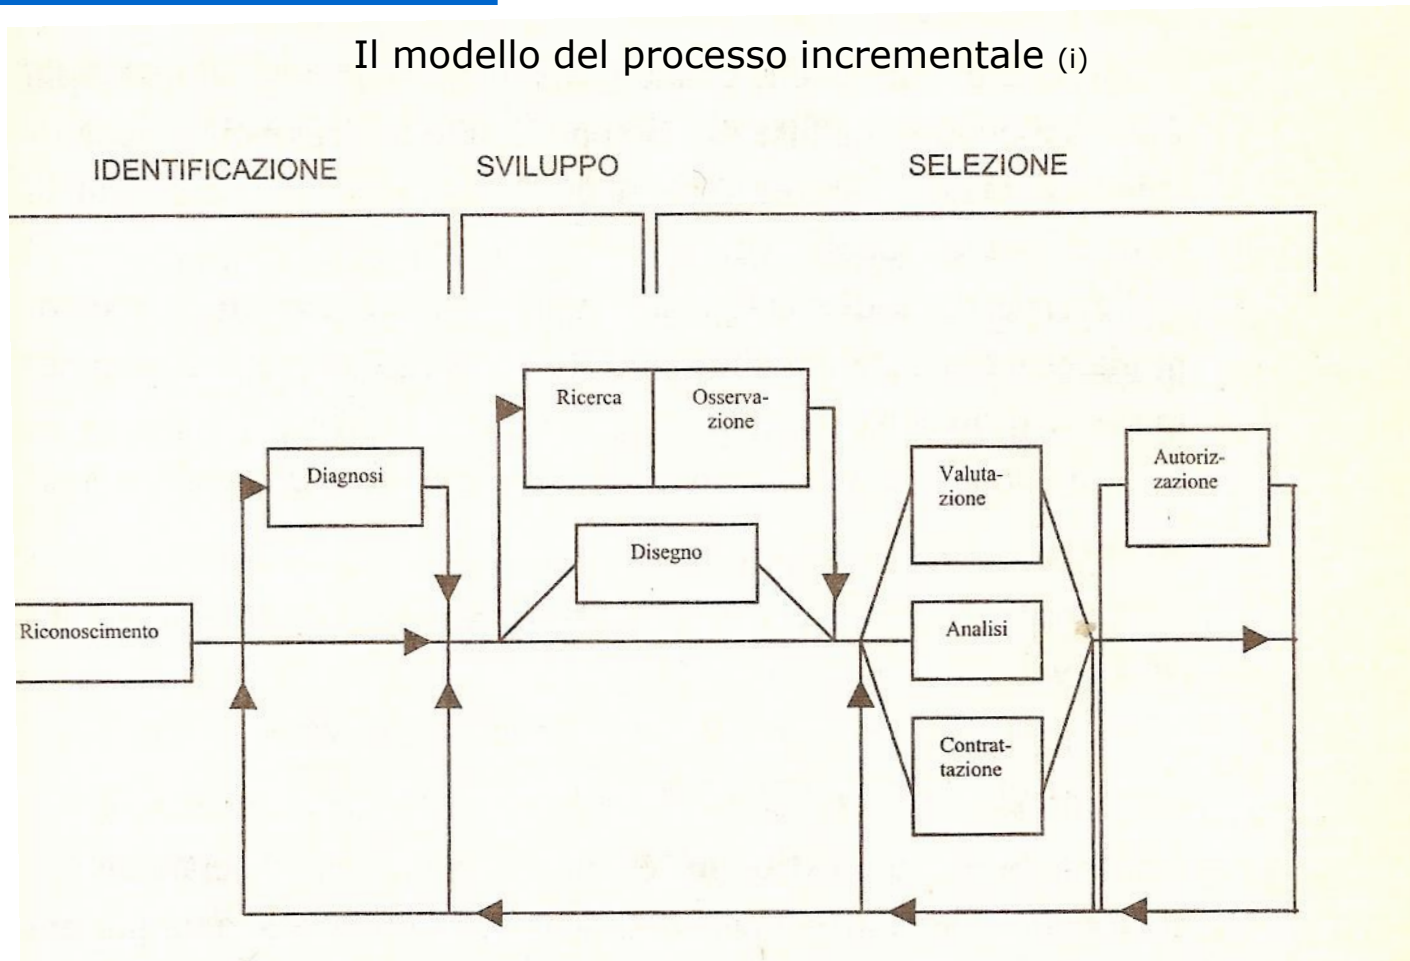 Il modello del processo incrementale (i)
IDENTIFICAZIONE
SVILUPPO
SELEZIONE
Ricerca
Osserva-
zione
Diagnosi
Disegno
Riconoscimento
Valuta-
zione
Analisi
Contrat-
tazione
Autoriz-
zazione